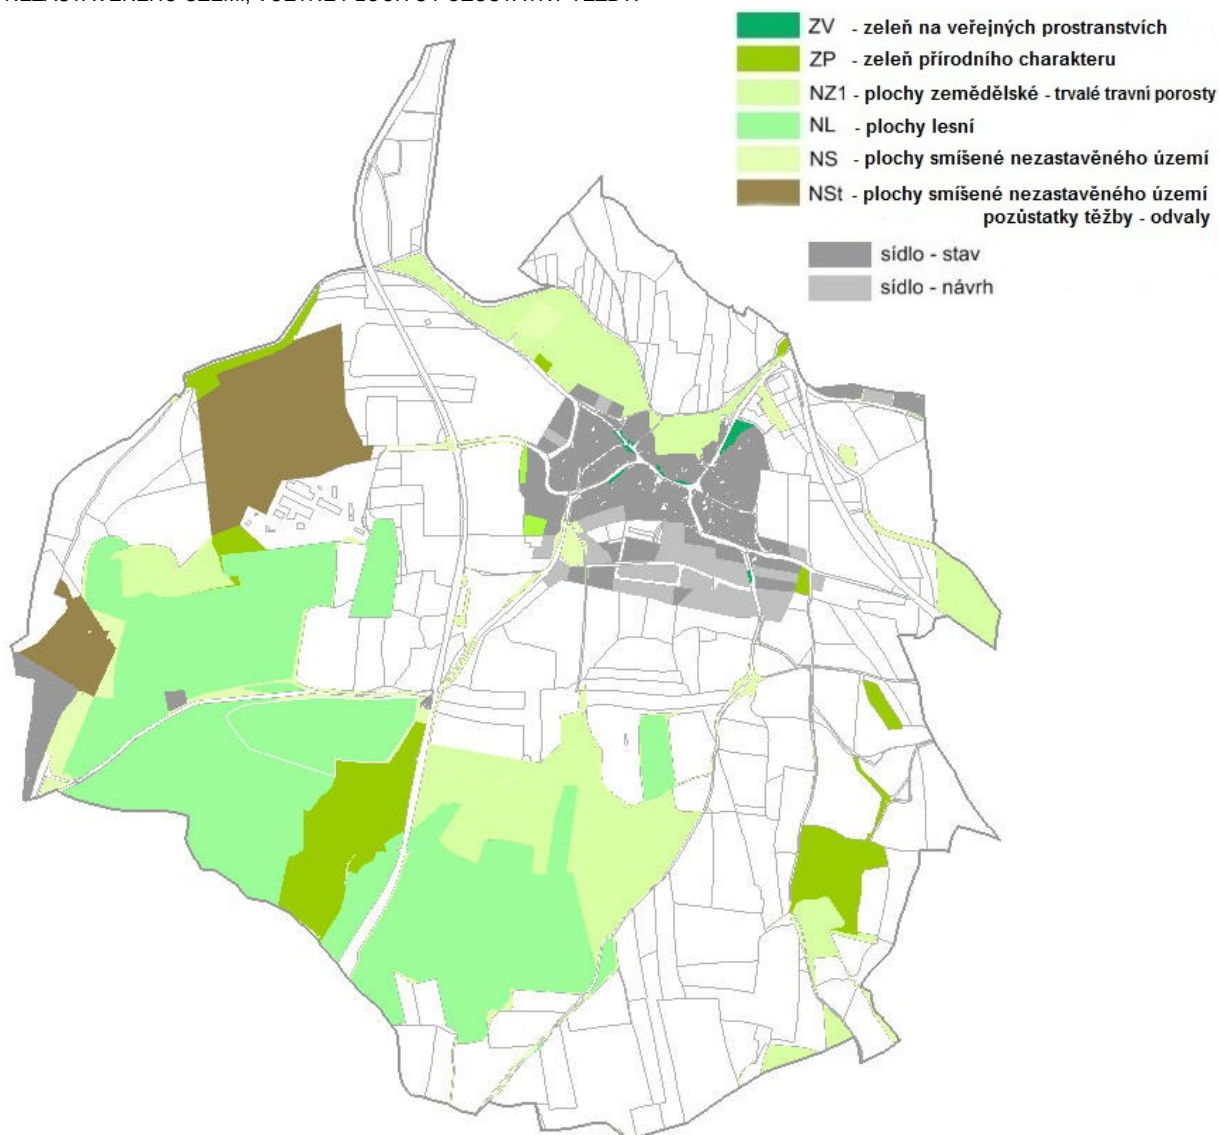 ZV - zeleň na veřejných prostranstvích
ZP - zeleň přírodního charakteru
NZ1 - plochy zemědělské - trvalé travní porosty
NL - plochy lesní
NS - plochy smíšené nezastavěného území
NSt - plochy smíšené nezastavěného území
pozůstatky těžby - odvaly
sídlo - stav
sídlo - návrh